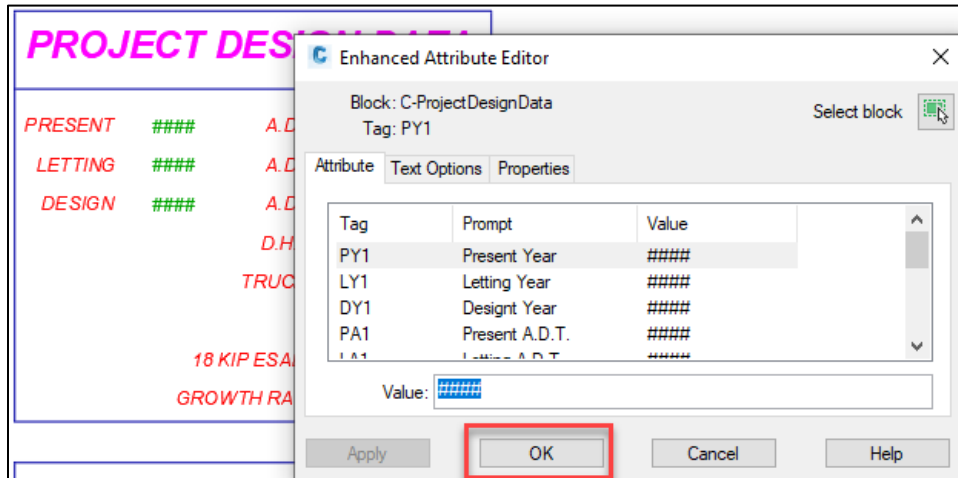 PROJECT DES
PRESENT #### A.D
LETTING #### A.D
DESIGN #### A.D
D.H
TRUC
18 KIP ESA
GROWTH RA
C Enhanced Attribute Editor
Block: C-ProjectDesignData
Tag: PY1
Select block
Attribute Text Options Properties
Tag Prompt Value
PY1 Present Year ####
LY1 Letting Year ####
DY1 Designt Year ####
PA1 Present A.D.T. ####
LA1 Letting A.D.T. ####
Value: ####
Apply OK Cancel Help